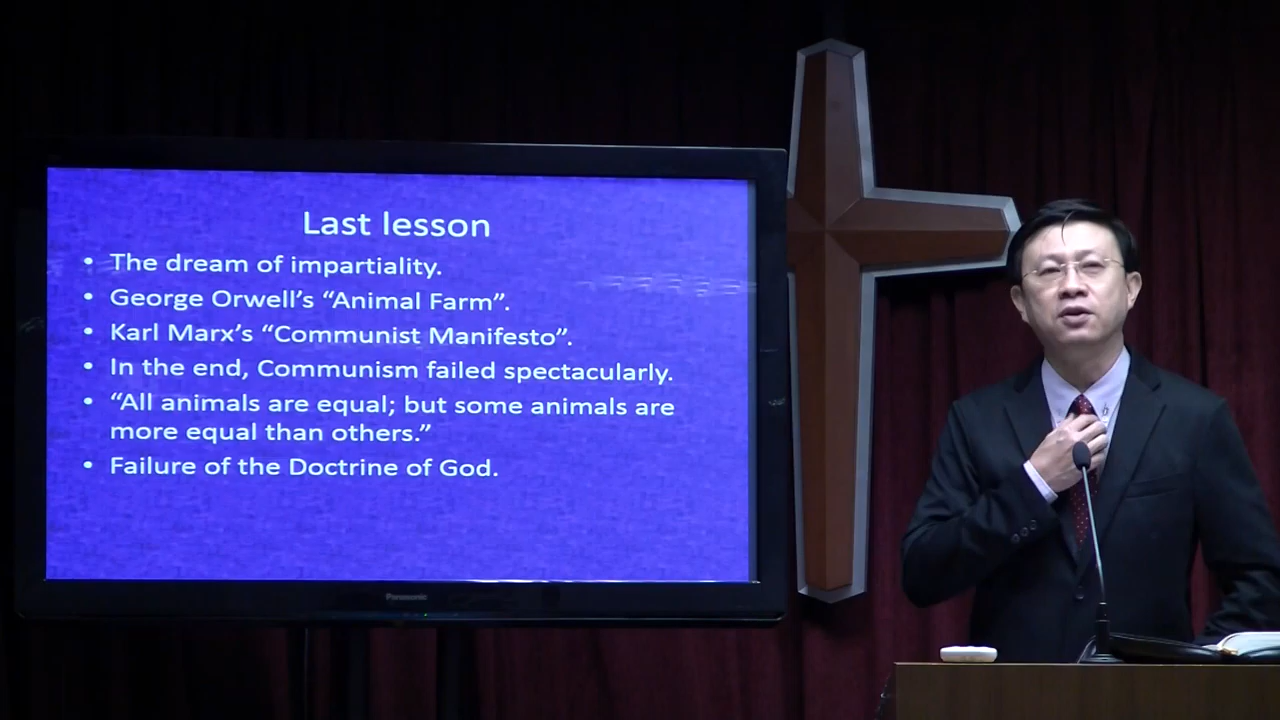 Last lesson
• The dream of impartiality.
• George Orwell’s “Animal Farm”.
• Karl Marx’s “Communist Manifesto”.
• In the end, Communism failed spectacularly.
• “All animals are equal; but some animals are
more equal than others.”
• Failure of the Doctrine of God.
Panasonic